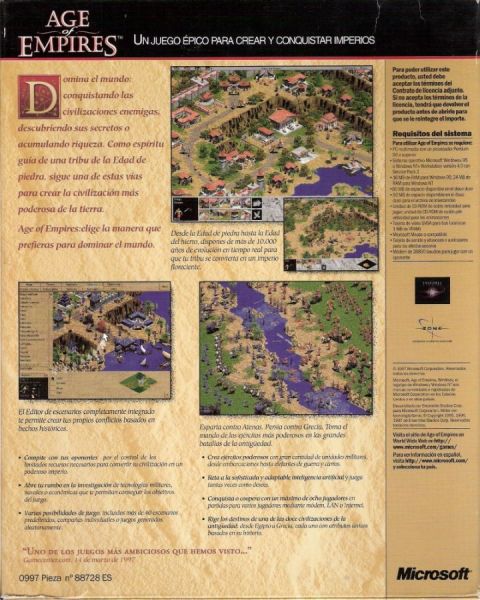 AGE
of
EMPIRES™
UN JUEGO ÉPICO PARA CREAR Y CONQUISTAR IMPERIOS
Domina el mundo:
conquistando las
civilizaciones enemigas,
descubriendo sus secretos o
acumulando riqueza. Como espíritu
guía de una tribu de la Edad de
piedra, sigue una de estas vías
para crear la civilización más
poderosa de la tierra.
Age of Empires:elige la manera que
prefieras para dominar el mundo.
Desde la Edad de piedra hasta la Edad
del hierro, dispones de más de 10.000
años de evolución en tiempo real para
que tu tribu se convierta en un imperio
floreciente.
El Editor de escenarios completamente integrado
te permite crear tus propios conflictos basados en
hechos históricos.
Esparta contra Atenas. Persia contra Grecia. Toma el
mando de los ejércitos más poderosos en las grandes
batallas de la antigüedad.
• Compite con tus oponentes por el control de los
limitados recursos necesarios para convertir tu civilización en un
poderoso imperio.
• Abre tu rumbo en la investigación de tecnologías militares,
navales o económicas que te permitan conseguir los objetivos
del juego.
• Varias posibilidades de juego, incluidos más de 40 escenarios
predefinidos, campañas individuales o juegos generados
aleatoriamente.
• Crea ejércitos poderosos con gran cantidad de unidades militares,
desde embarcaciones hasta elefantes de guerra y carros.
• Reta a la sofisticada y adaptable inteligencia artificial y juega
tantas veces como desees.
• Conquista o coopera con un máximo de ocho jugadores en
partidas para varios jugadores mediante módem, LAN o Internet.
• Rige los destinos de una de las doce civilizaciones de la
antigüedad: desde Egipto a Grecia, cada una con atributos únicos
basados en su historia.
"UNO DE LOS JUEGOS MÁS AMBICIOSOS QUE HEMOS VISTO..."
Gamecenter.com, 14 de marzo de 1997
0997 Pieza nº 88728 ES
Para poder utilizar este
producto, usted debe
aceptar los términos del
Contrato de licencia adjunto.
Si no acepta los términos de la
licencia, tendrá que devolver el
producto antes de abrirlo para
que se le reintegre el importe.
Requisitos del sistema
Para utilizar Age of Empires se requiere:
ZONE
© 1997 Microsoft Corporation. Reservados
todos los derechos.
Visita el sitio de Age of Empires en
World Wide Web en http://
www.microsoft.com/games/
Para ver información en español,
visita http://www.microsoft.com/
y selecciona tu país.
Microsoft